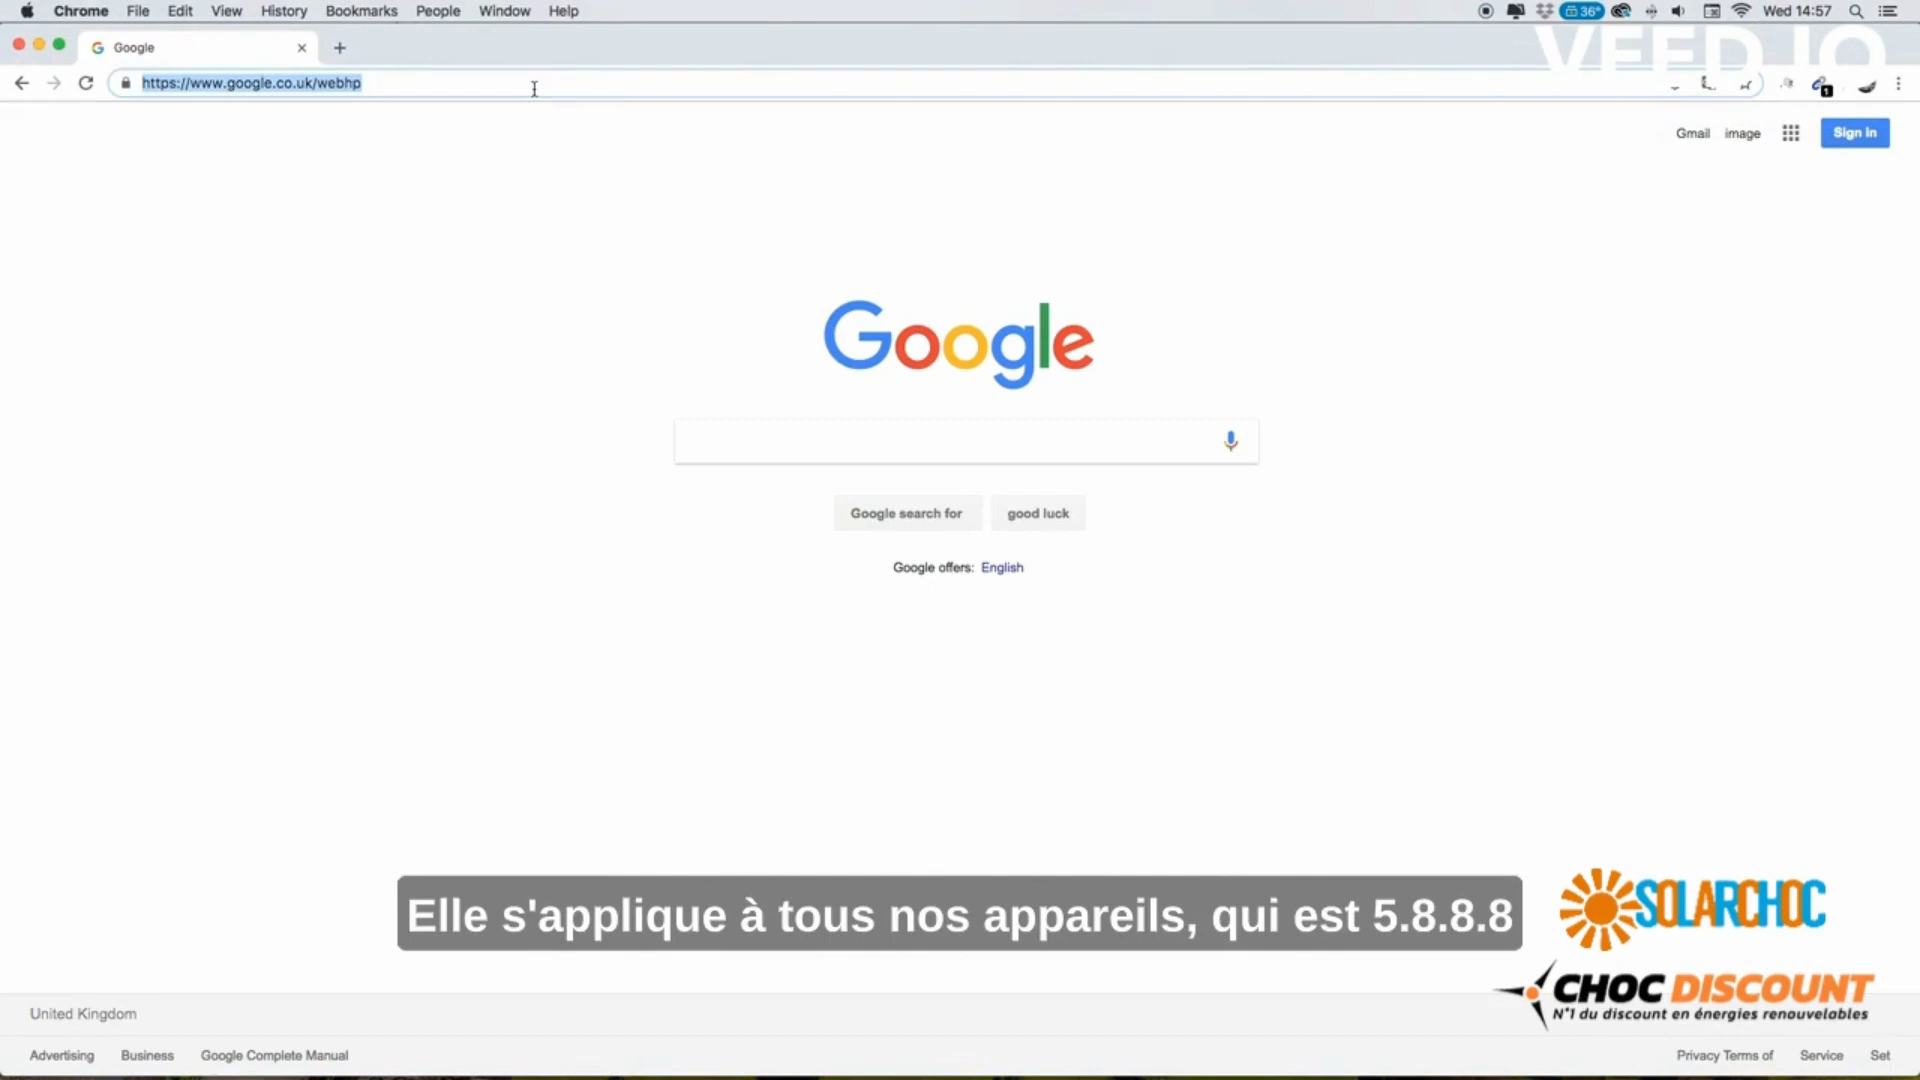 Chrome File Edit View History Bookmarks People Window Help
36° Wed 14:57
Google
VEED.IO
https://www.google.co.uk/webhp
1
Gmail image Sign in
Google
Google search for good luck
Google offers: English
Elle s'applique à tous nos appareils, qui est 5.8.8.8
SOLARCHOC
CHOC DISCOUNT
N°1 du discount en énergies renouvelables
United Kingdom
Advertising Business Google Complete Manual Privacy Terms of Service Set